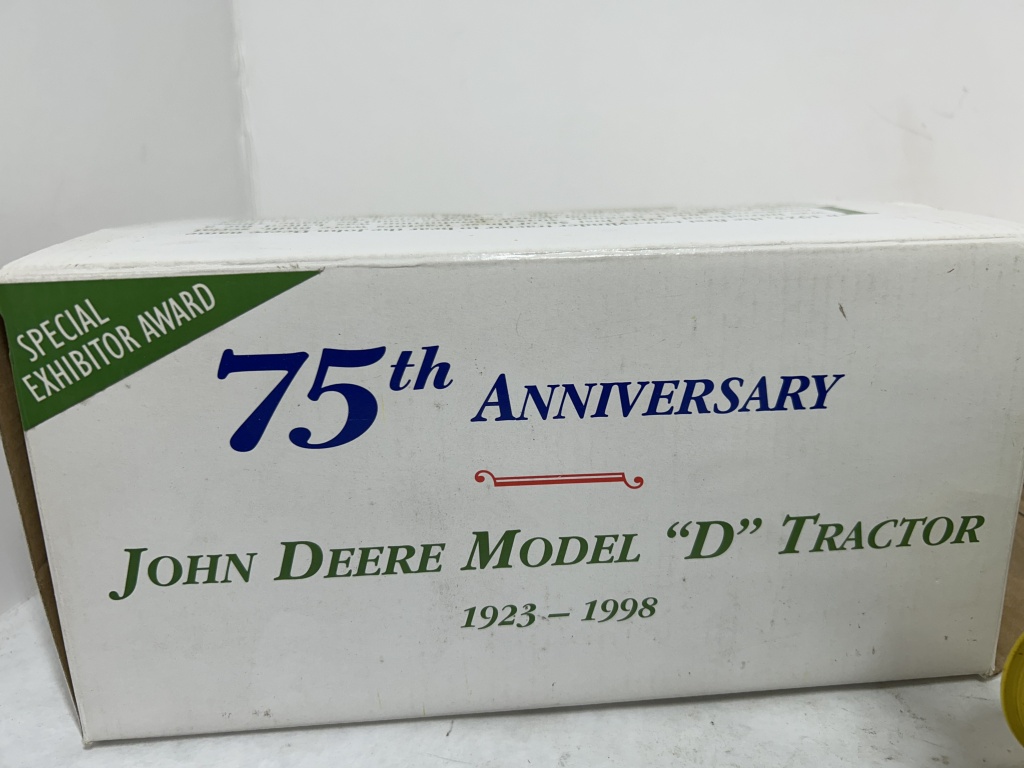 SPECIAL
EXHIBITOR AWARD
75th ANNIVERSARY
JOHN DEERE MODEL “D” TRACTOR
1923 – 1998